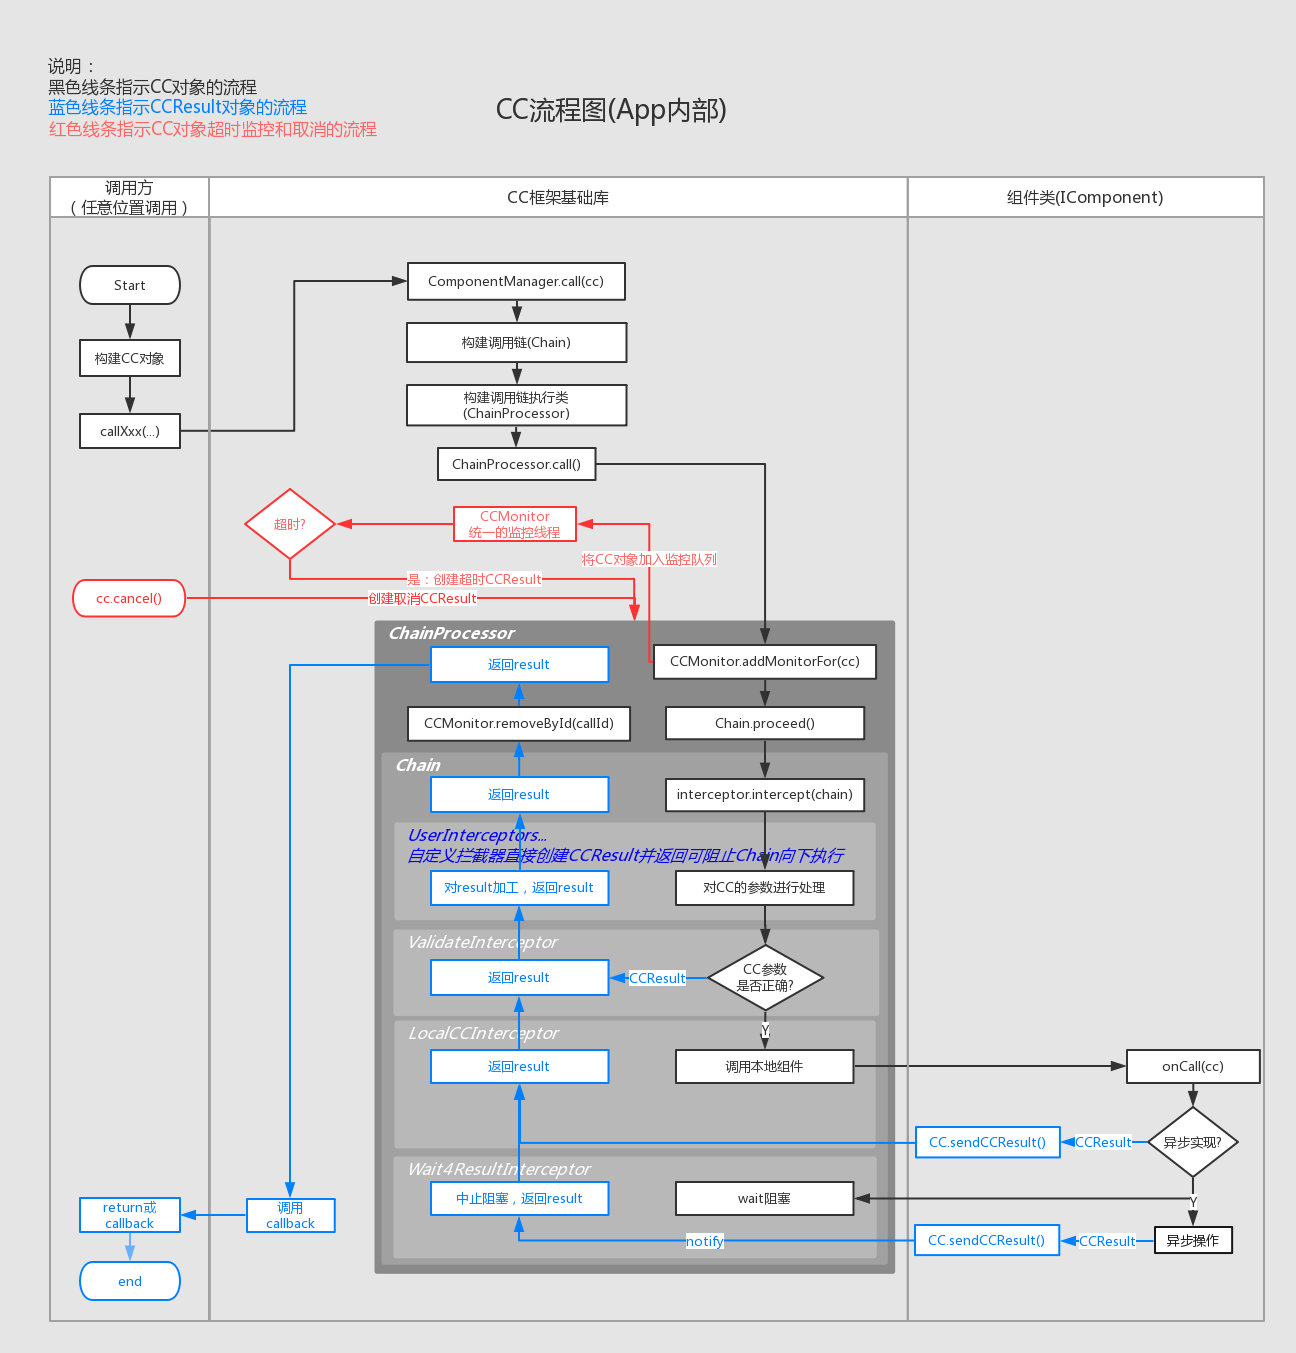 说明：
黑色线条指示CC对象的流程
蓝色线条指示CCResult对象的流程
红色线条指示CC对象超时监控和取消的流程
CC流程图(App内部)
调用方
（任意位置调用）
CC框架基础库
组件类(IComponent)
Start
构建CC对象
callXxx(...)
ComponentManager.call(cc)
构建调用链(Chain)
构建调用链执行类
(ChainProcessor)
ChainProcessor.call()
超时?
CCMonitor
统一的监控线程
将CC对象加入监控队列
是：创建超时CCResult
cc.cancel()
创建取消CCResult
ChainProcessor
返回result
CCMonitor.addMonitorFor(cc)
CCMonitor.removeById(callId)
Chain.proceed()
Chain
返回result
interceptor.intercept(chain)
UserInterceptors...
自定义拦截器直接创建CCResult并返回可阻止Chain向下执行
对result加工，返回result
对CC的参数进行处理
ValidateInterceptor
返回result
CCResult
CC参数
是否正确?
Y
LocalCCInterceptor
返回result
调用本地组件
onCall(cc)
CC.sendCCResult()
CCResult
异步实现?
Wait4ResultInterceptor
中止阻塞，返回result
wait阻塞
Y
return或
callback
调用
callback
notify
CC.sendCCResult()
CCResult
异步操作
end